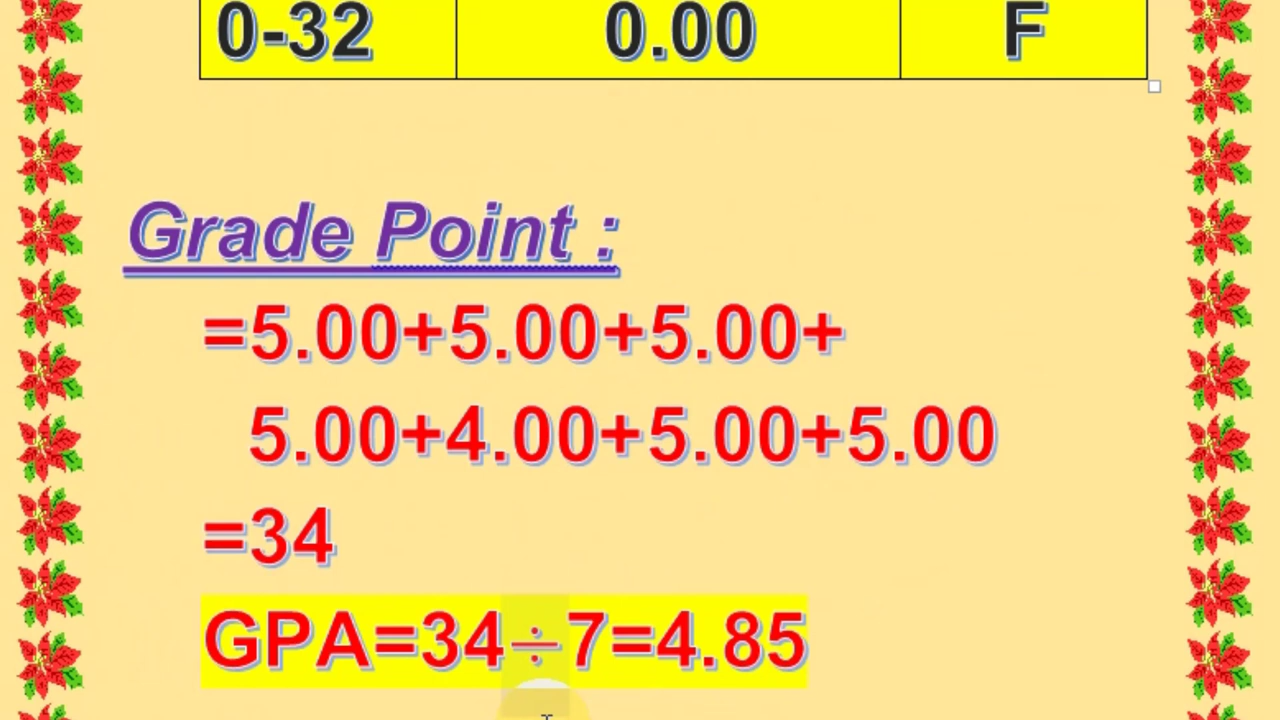 0-32 0.00 F
Grade Point :
=5.00+5.00+5.00+
5.00+4.00+5.00+5.00
=34
GPA=34÷7=4.85